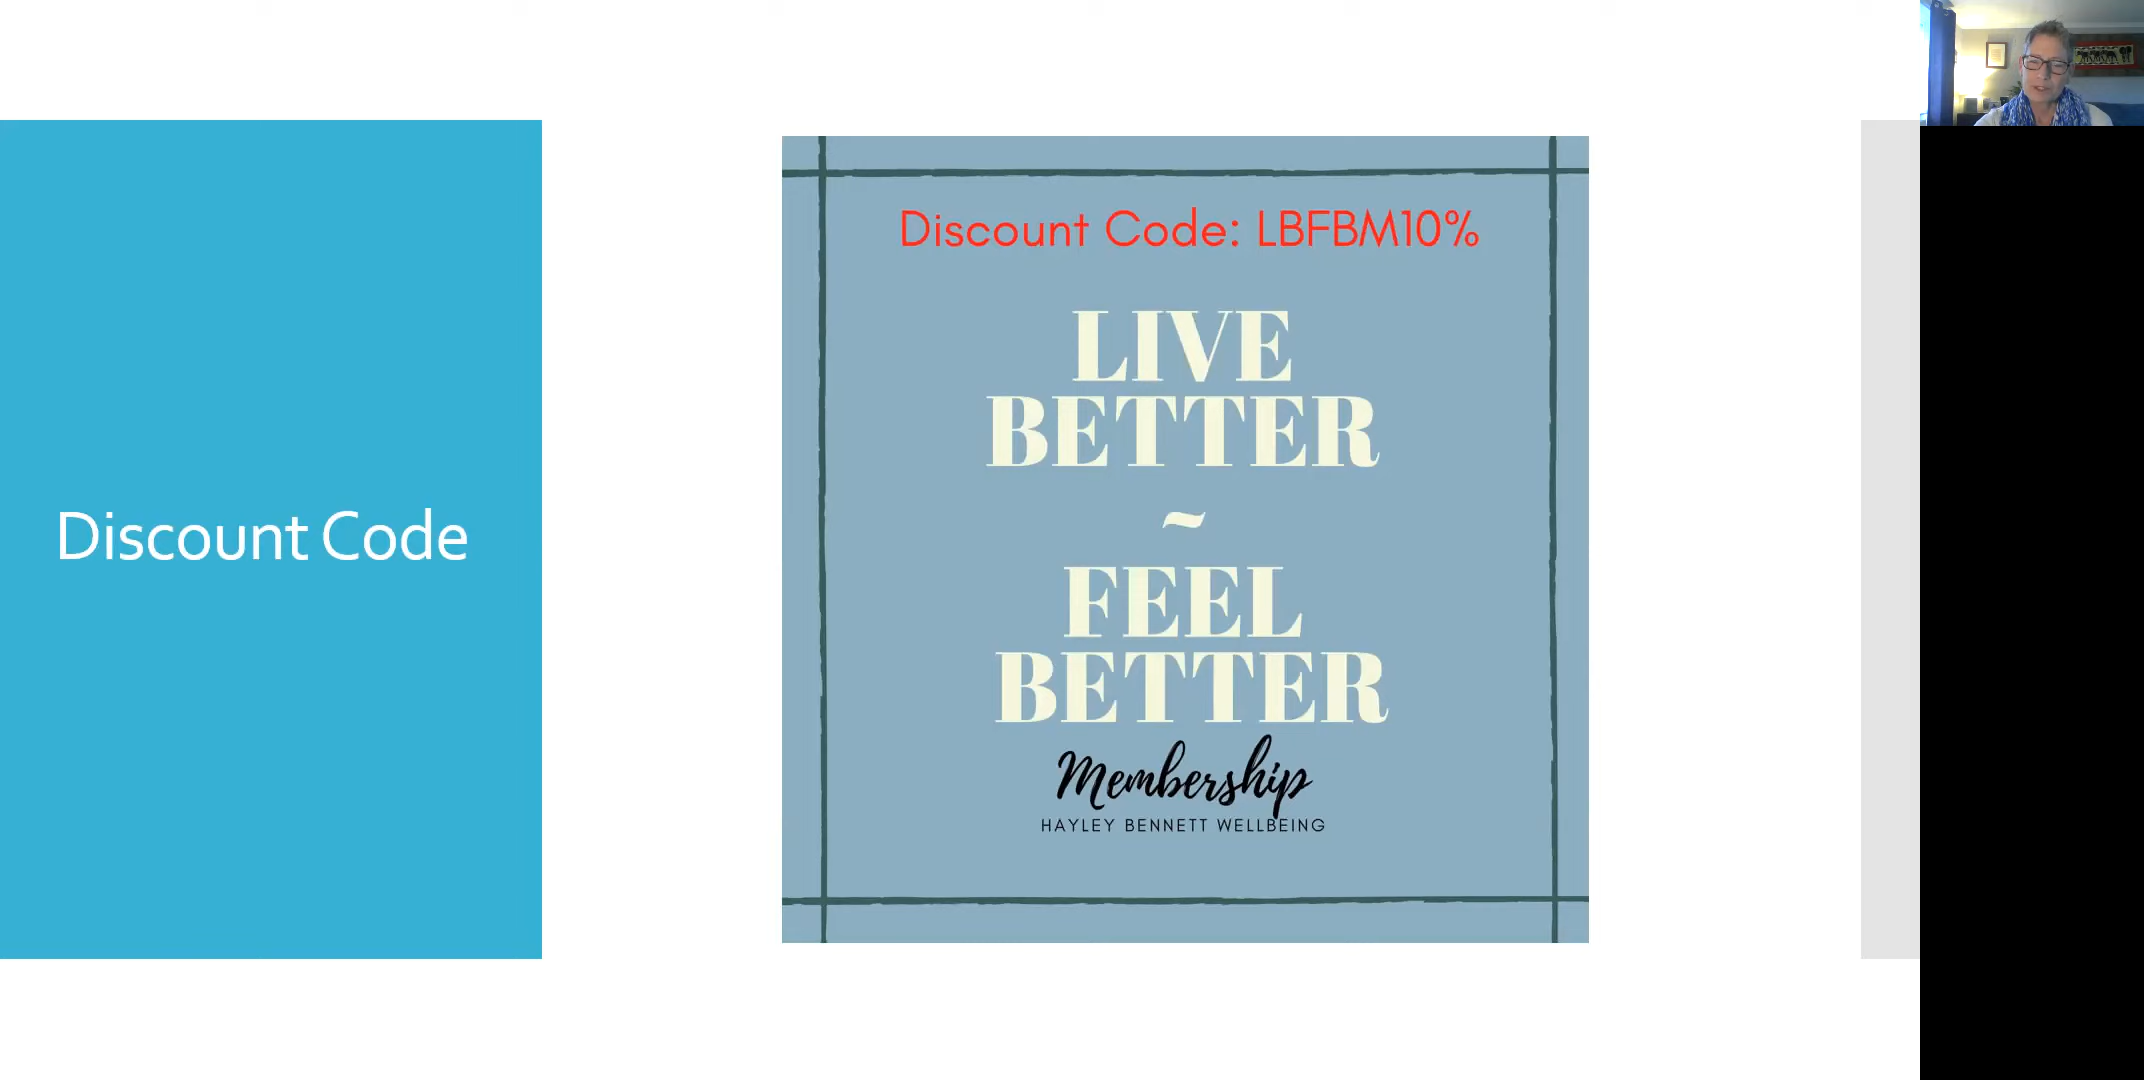 Discount Code
Discount Code: LBFBM10%
LIVE
BETTER
~
FEEL
BETTER
Membership
HAYLEY BENNETT WELLBEING